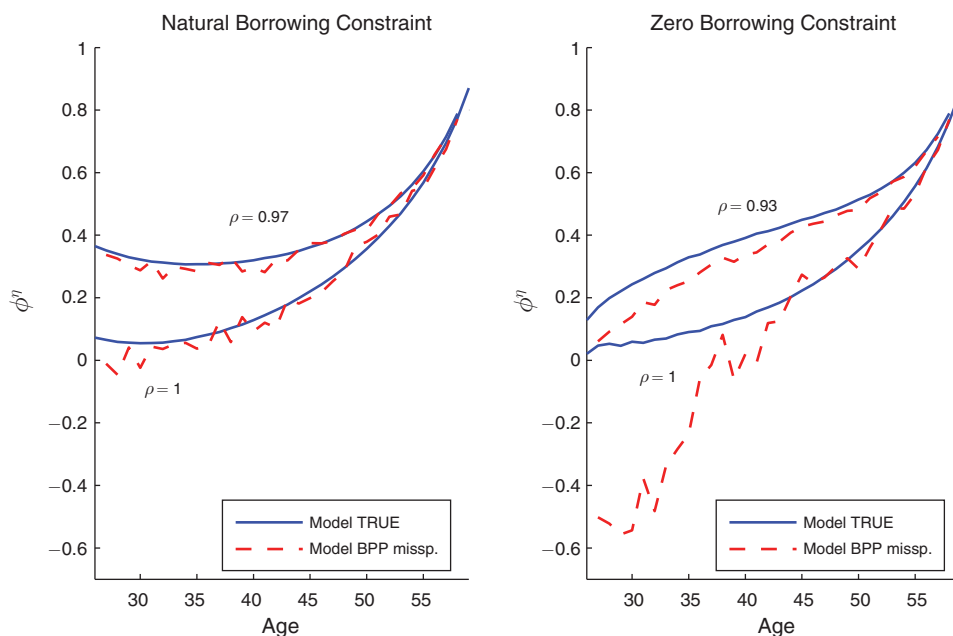 Natural Borrowing Constraint
1
0.8
0.6
0.4
0.2
0
−0.2
−0.4
−0.6
ϕη
ρ = 0.97
ρ = 1
Model TRUE
Model BPP missp.
30 35 40 45 50 55
Age
Zero Borrowing Constraint
1
0.8
0.6
0.4
0.2
0
−0.2
−0.4
−0.6
ϕη
ρ = 0.93
ρ = 1
Model TRUE
Model BPP missp.
30 35 40 45 50 55
Age